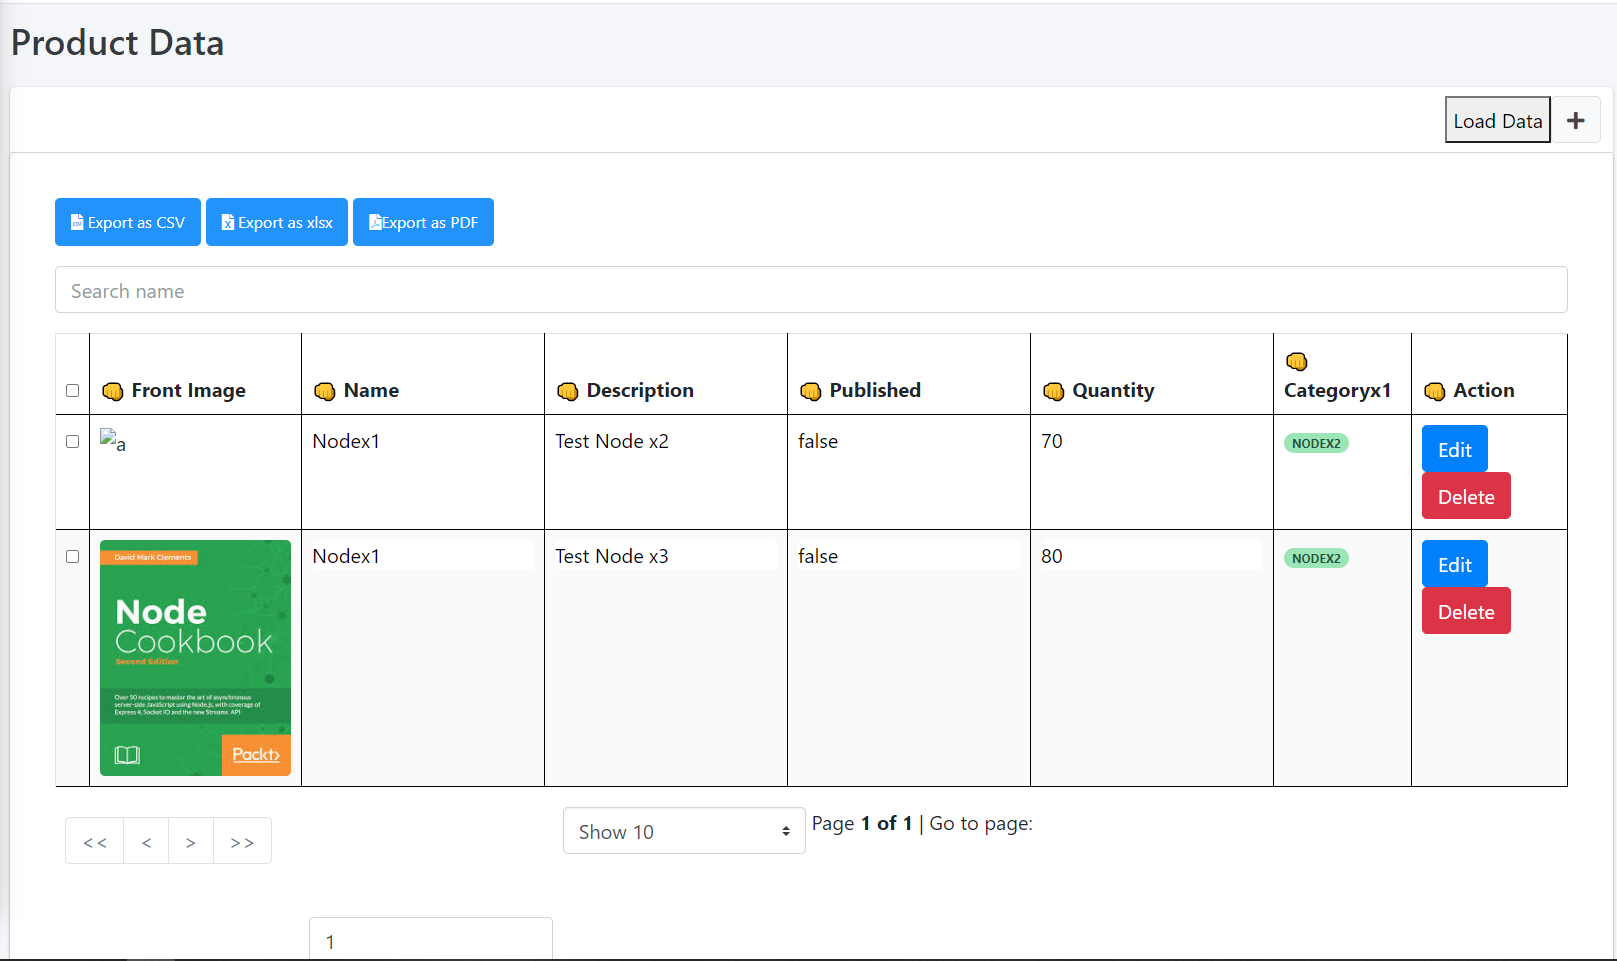 Product Data
Load Data +
Export as CSV Export as xlsx Export as PDF
Search name
👊 Front Image 👊 Name 👊 Description 👊 Published 👊 Quantity 👊 Categoryx1 👊 Action
a Nodex1 Test Node x2 false 70 NODEX2 Edit
Delete
Nodex1 Test Node x3 false 80 NODEX2 Edit
Delete
David Mark Clements
Node
Cookbook
Second Edition
Over 50 recipes to master the art of asynchronous
server-side JavaScript using Node.js, with coverage of
Express 4, Socket IO and the new Streams API
Packt>
<< < > >> Show 10 Page 1 of 1 | Go to page:
1